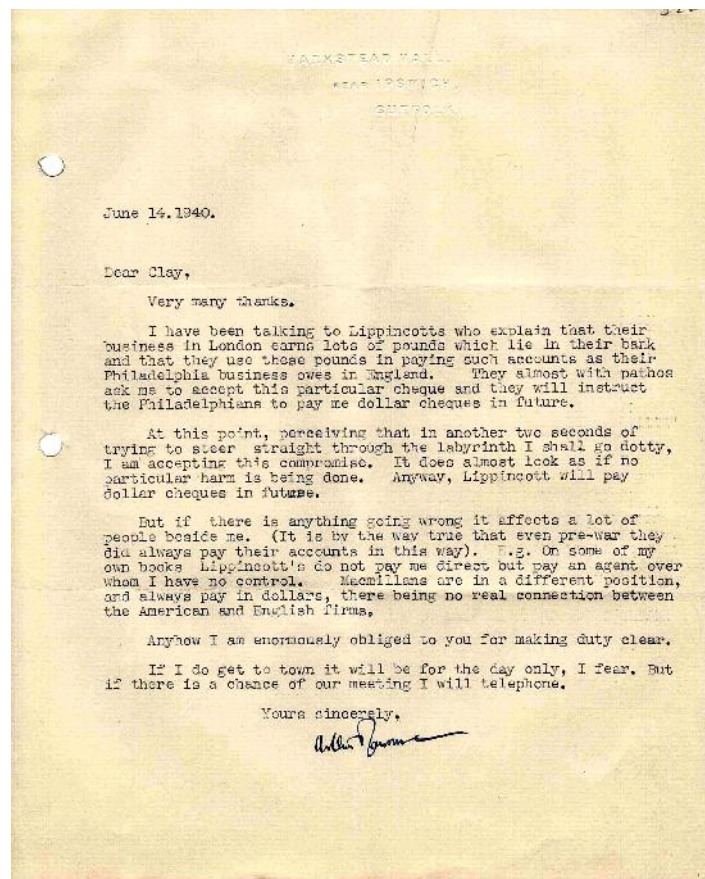 HALL.
NEAR IPSWICH,
SUFFOLK.
June 14.1940.
Dear Clay,
Very many thanks.
I have been talking to Lippincotts who explain that their
business in London earns lots of pounds which lie in their bank
and that they use these pounds in paying such accounts as their
Philadelphia business owes in England. They almost with pathos
ask me to accept this particular cheque and they will instruct
the Philadelphians to pay me dollar cheques in future.
At this point, perceiving that in another two seconds of
trying to steer straight through the labyrinth I shall go dotty,
I am accepting this compromise. It does almost look as if no
particular harm is being done. Anyway, Lippincott will pay
dollar cheques in future.
But if there is anything going wrong it affects a lot of
people beside me. (It is by the way true that even pre-war they
did always pay their accounts in this way). E.g. On some of my
own books Lippincott's do not pay me direct but pay an agent over
whom I have no control. Macmillans are in a different position,
and always pay in dollars, there being no real connection between
the American and English firms.
Anyhow I am enormously obliged to you for making duty clear.
If I do get to town it will be for the day only, I fear. But
if there is a chance of our meeting I will telephone.
Yours sincerely,